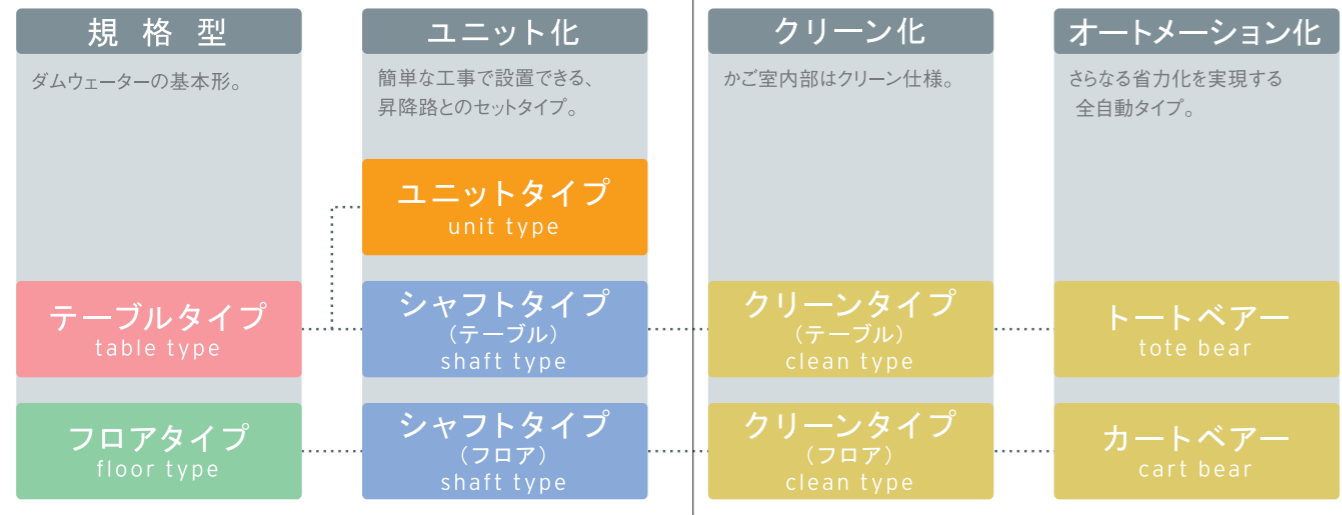 規格型
ダムウェーターの基本形。
テーブルタイプ
table type
フロアタイプ
floor type
ユニット化
簡単な工事で設置できる、
昇降路とのセットタイプ。
ユニットタイプ
unit type
シャフトタイプ
（テーブル）
shaft type
シャフトタイプ
（フロア）
shaft type
クリーン化
かご室内部はクリーン仕様。
クリーンタイプ
（テーブル）
clean type
クリーンタイプ
（フロア）
clean type
オートメーション化
さらなる省力化を実現する
全自動タイプ。
トートベアー
tote bear
カートベアー
cart bear